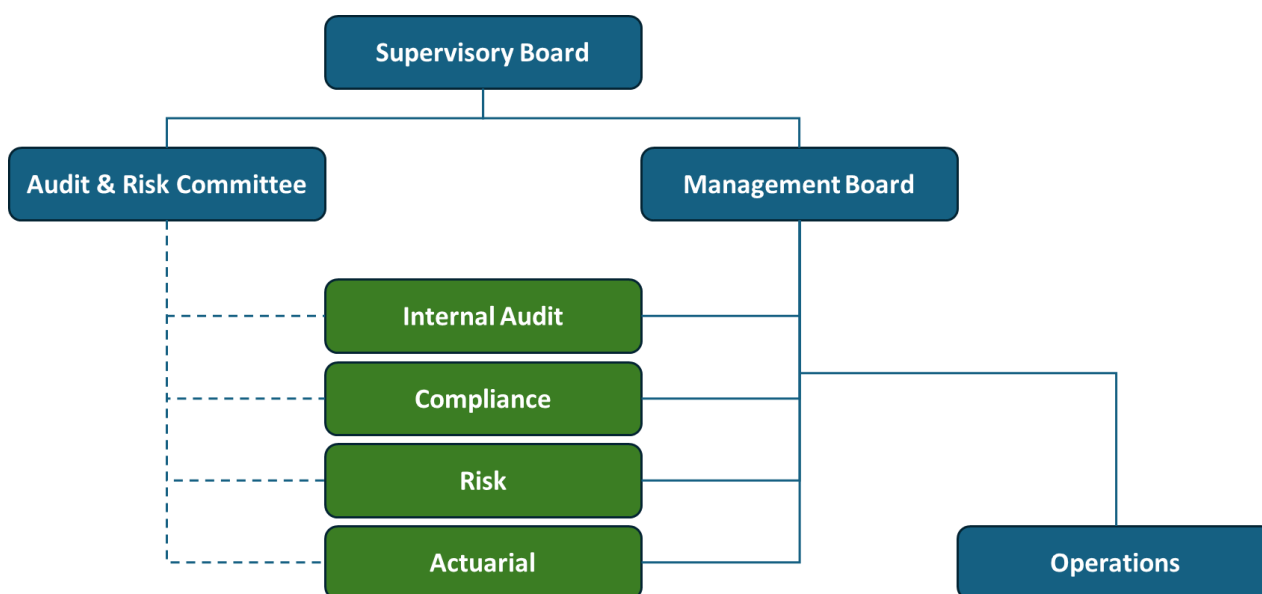 Supervisory Board
Audit & Risk Committee
Management Board
Internal Audit
Compliance
Risk
Actuarial
Operations